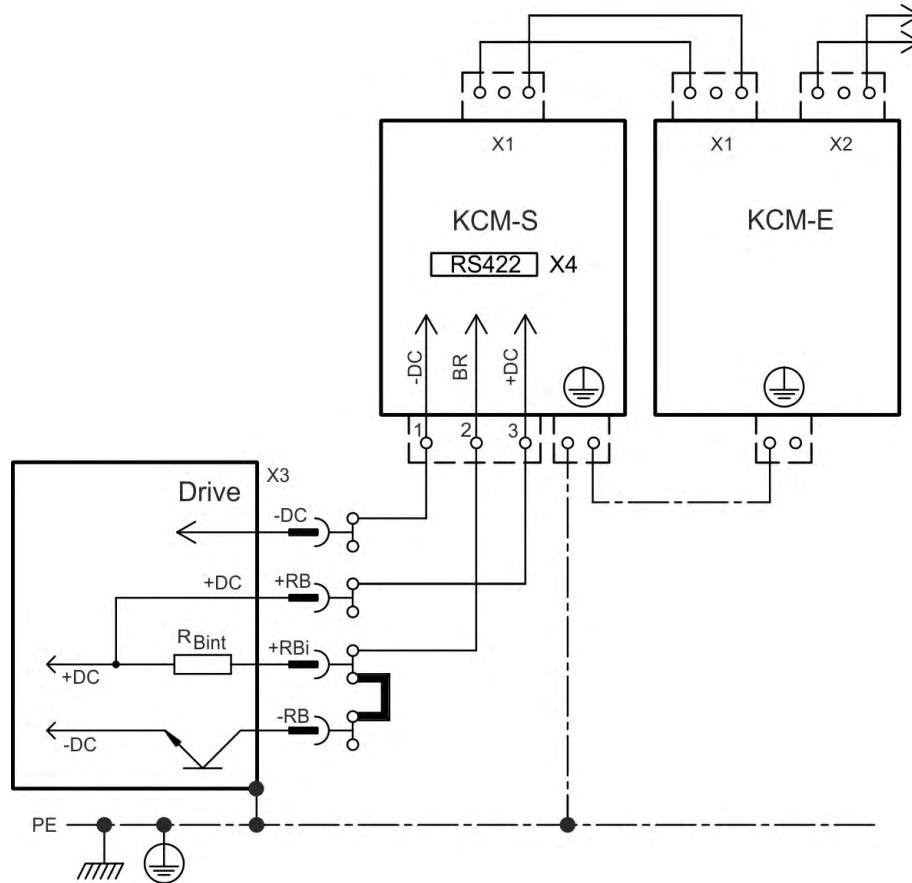 X1
X1
X2
KCM-S
KCM-E
RS422
X4
-DC
BR
+DC
1
2
3
X3
Drive
-DC
+DC
+RB
RBint
+RBi
+DC
-RB
-DC
PE